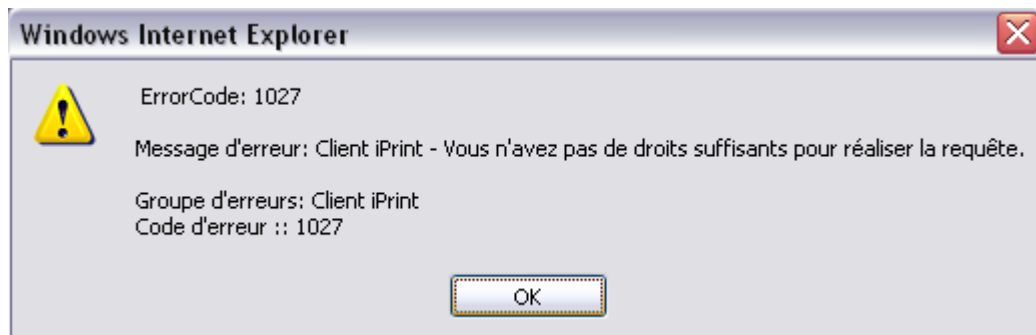 Windows Internet Explorer
ErrorCode: 1027
Message d'erreur: Client iPrint - Vous n'avez pas de droits suffisants pour réaliser la requête.
Groupe d'erreurs: Client iPrint
Code d'erreur :: 1027
OK